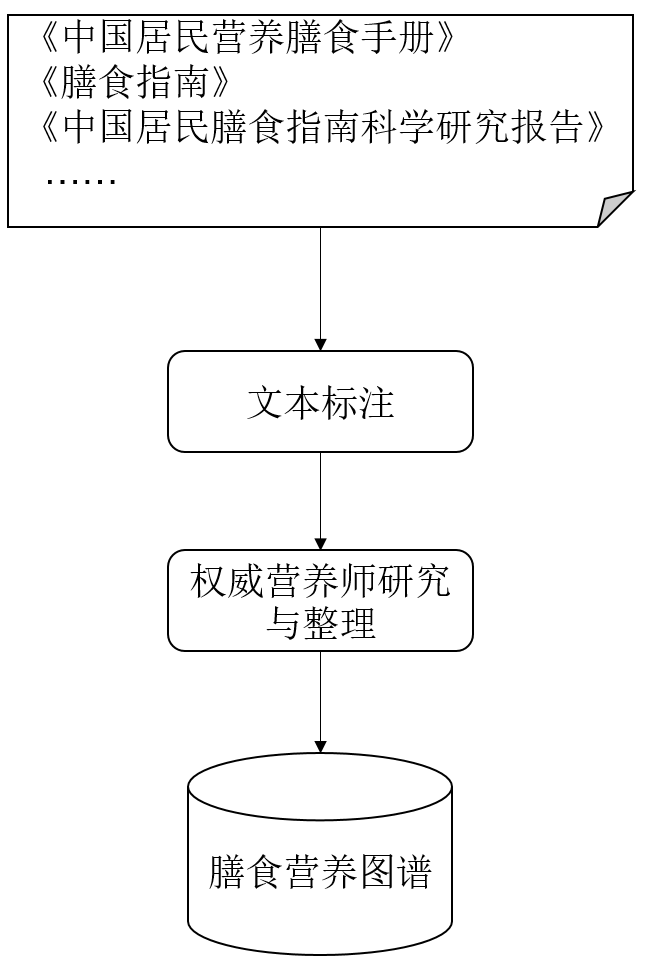 《中国居民营养膳食手册》
《膳食指南》
《中国居民膳食指南科学研究报告》
……
文本标注
权威营养师研究
与整理
膳食营养图谱